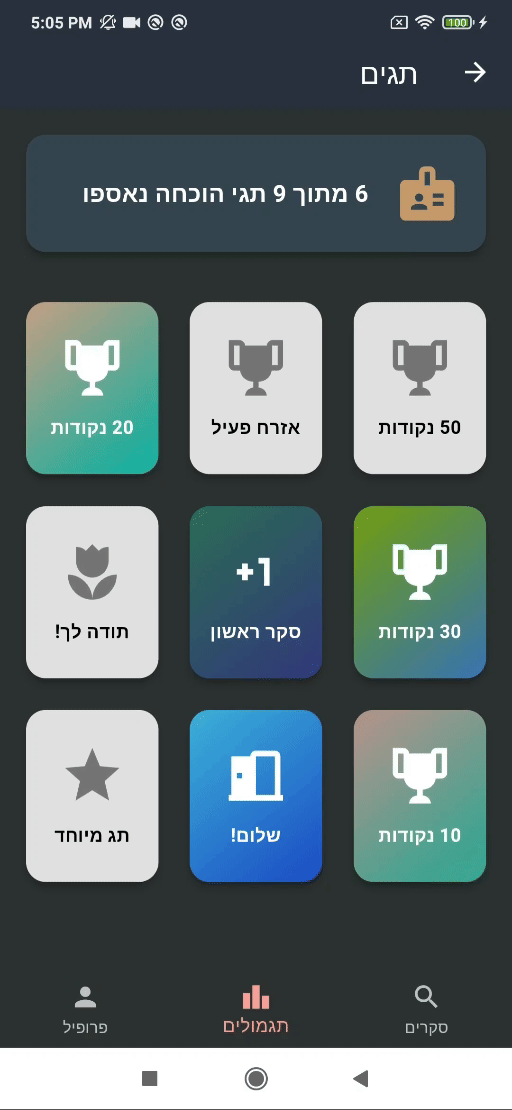 5:05 PM
100
תגים
6 מתוך 9 תגי הוכחה נאספו
50 נקודות
אזרח פעיל
20 נקודות
+1
30 נקודות
סקר ראשון
תודה לך!
10 נקודות
שלום!
תג מיוחד
סקרים
תגמולים
פרופיל